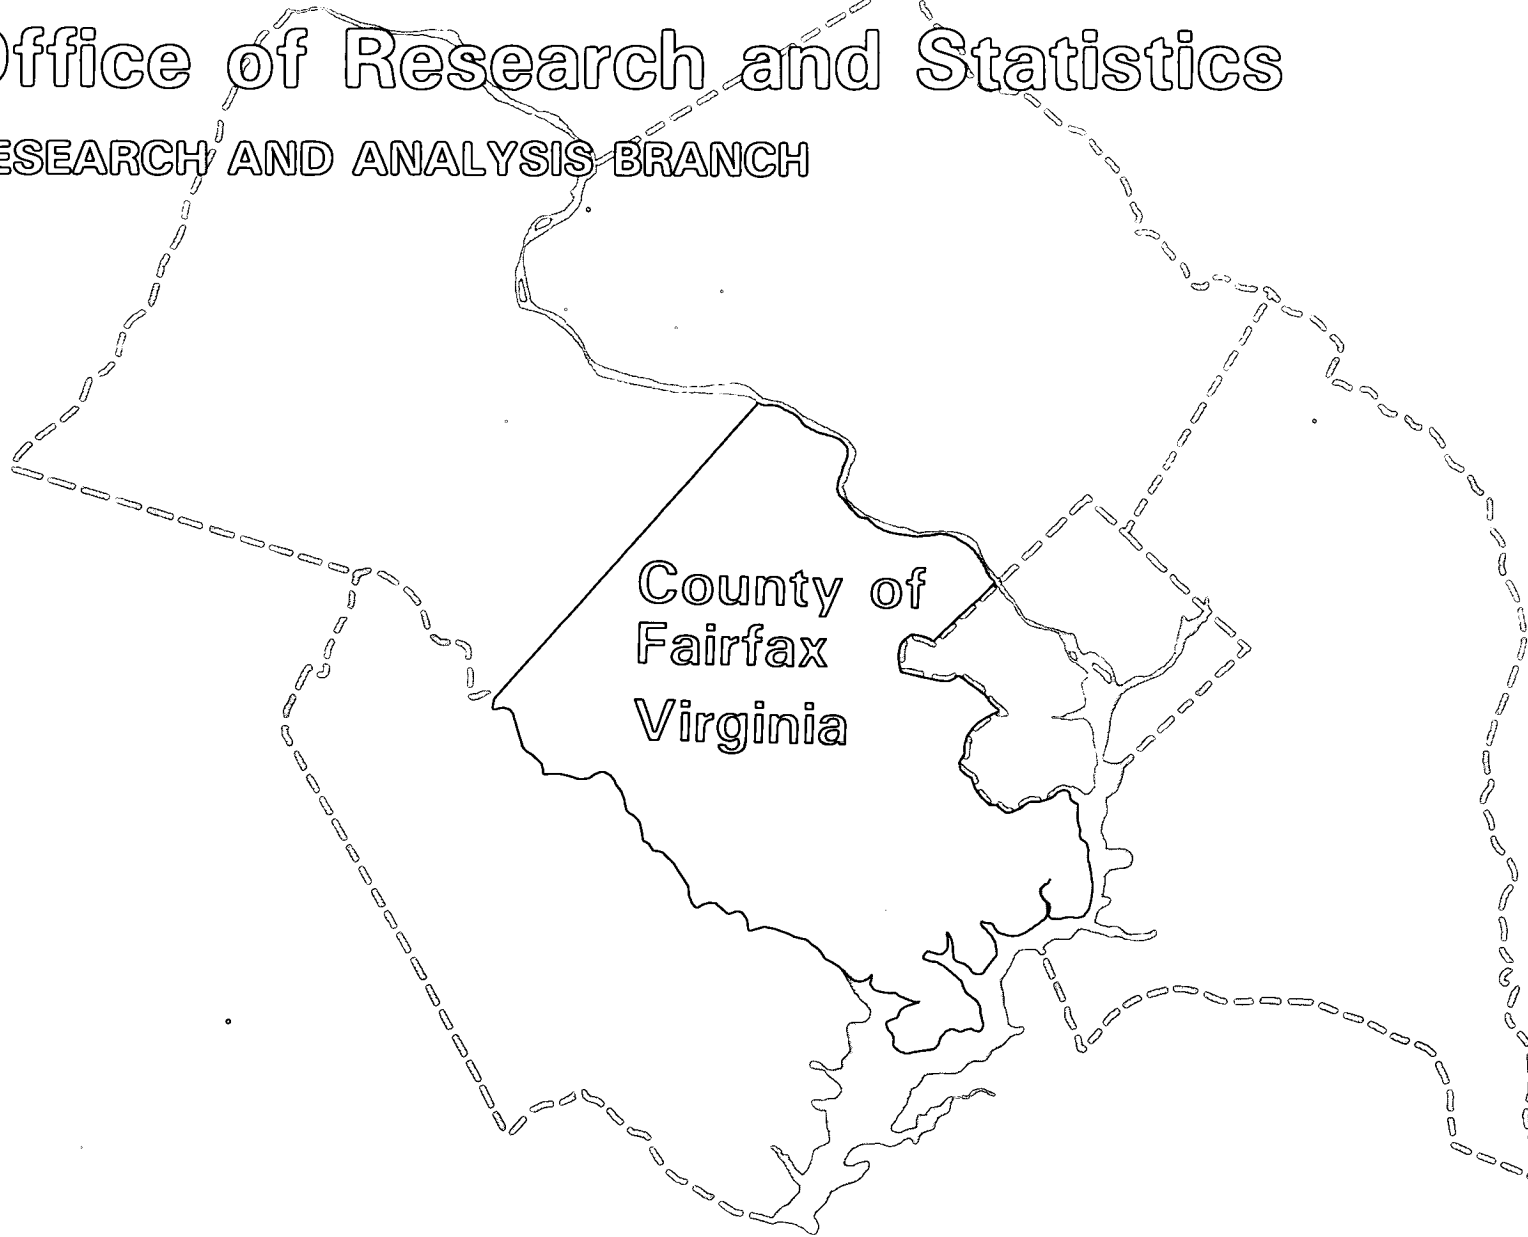 Office of Research and Statistics
RESEARCH AND ANALYSIS BRANCH
County of
Fairfax
Virginia